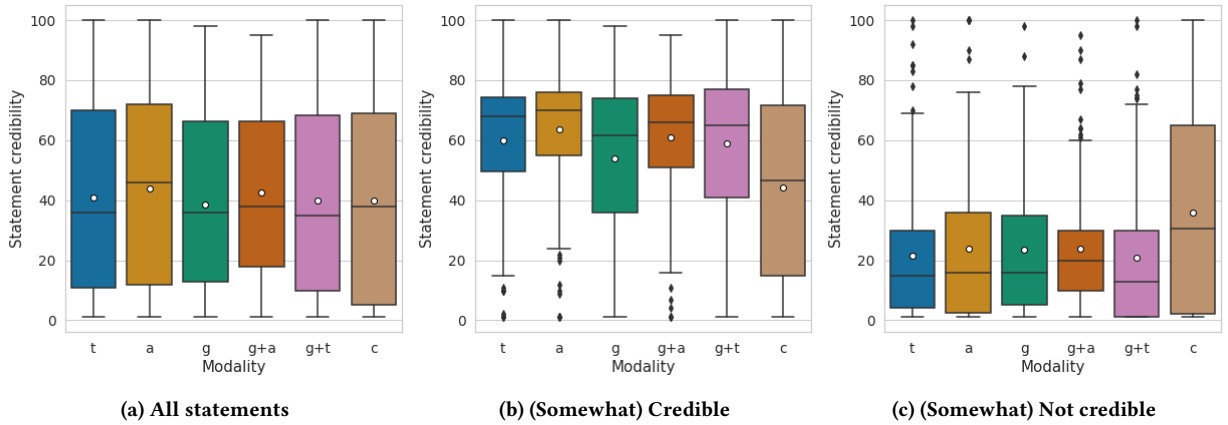 100
80
60
40
20
0
Statement credibility
t a g g+a g+t c
Modality
(a) All statements
100
80
60
40
20
0
Statement credibility
t a g g+a g+t c
Modality
(b) (Somewhat) Credible
100
80
60
40
20
0
Statement credibility
t a g g+a g+t c
Modality
(c) (Somewhat) Not credible